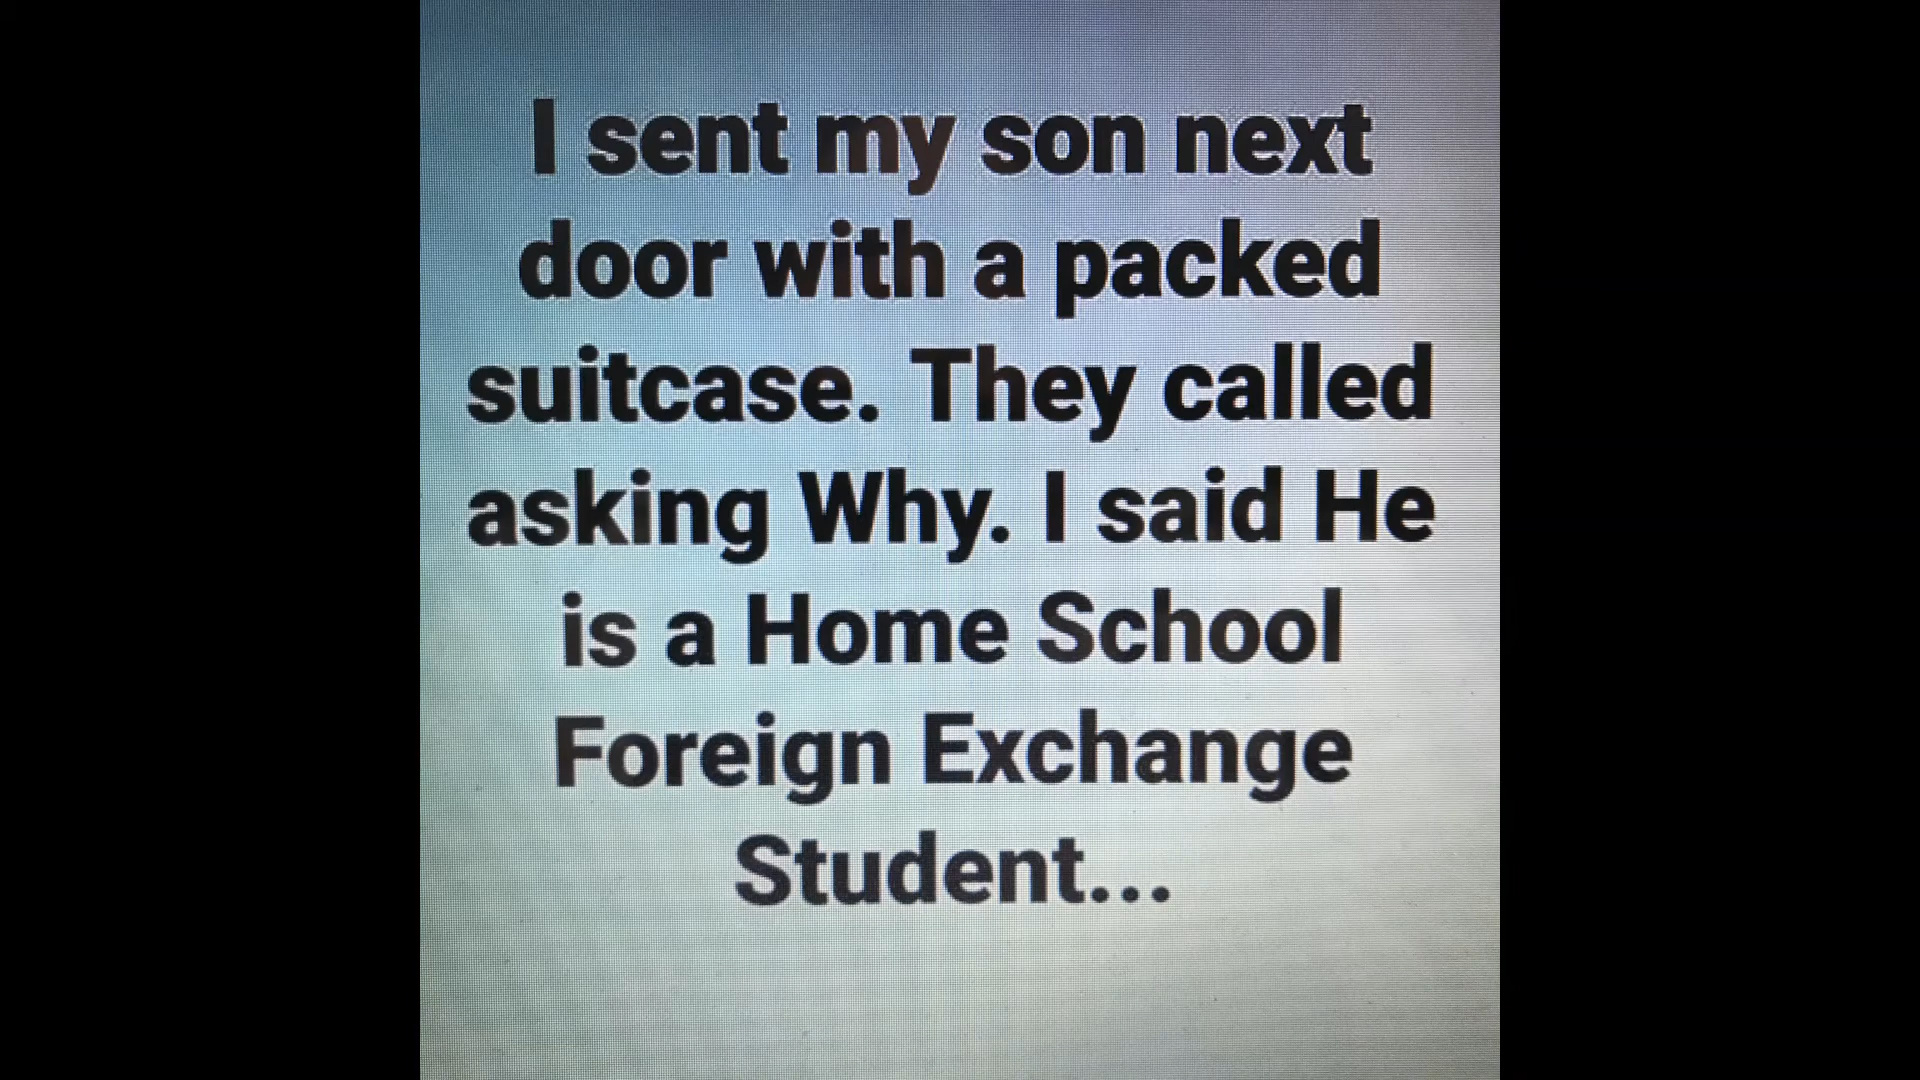 I sent my son next
door with a packed
suitcase. They called
asking Why. I said He
is a Home School
Foreign Exchange
Student...